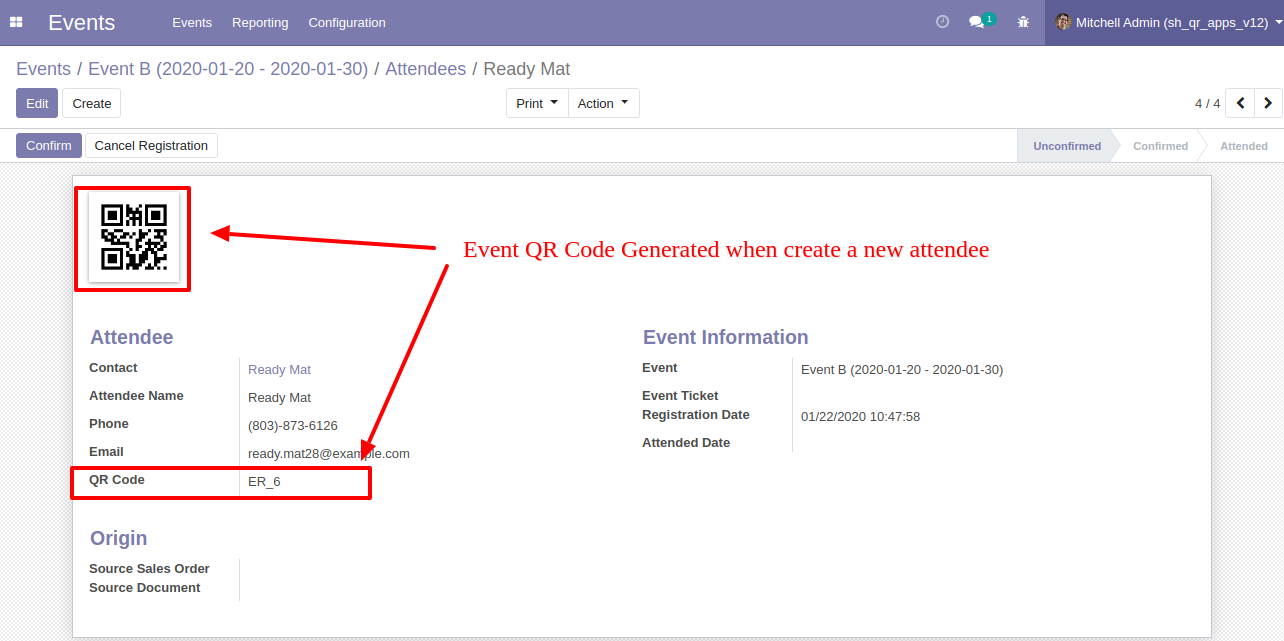 Events Events Reporting Configuration 1 Mitchell Admin (sh_qr_apps_v12)
Events / Event B (2020-01-20 - 2020-01-30) / Attendees / Ready Mat
Edit Create Print Action 4 / 4
Confirm Cancel Registration Unconfirmed Confirmed Attended
Event QR Code Generated when create a new attendee
Attendee
Contact Ready Mat
Attendee Name Ready Mat
Phone (803)-873-6126
Email ready.mat28@example.com
QR Code ER_6
Event Information
Event Event B (2020-01-20 - 2020-01-30)
Event Ticket
Registration Date 01/22/2020 10:47:58
Attended Date
Origin
Source Sales Order
Source Document